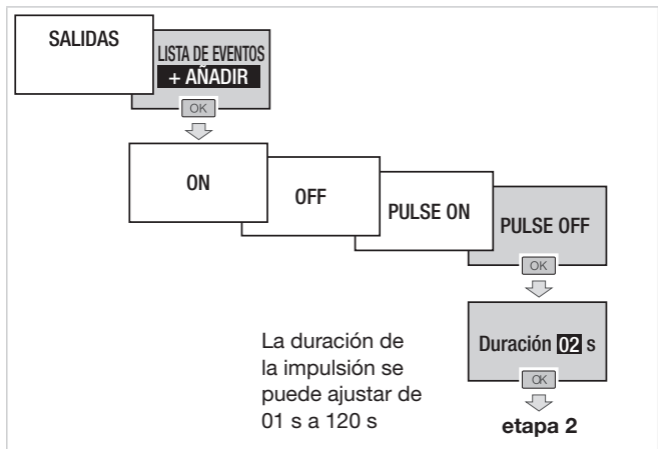 SALIDAS
LISTA DE EVENTOS
+ AÑADIR
OK
ON
OFF
PULSE ON
PULSE OFF
OK
Duración 02 s
OK
La duración de
la impulsión se
puede ajustar de
01 s a 120 s
etapa 2